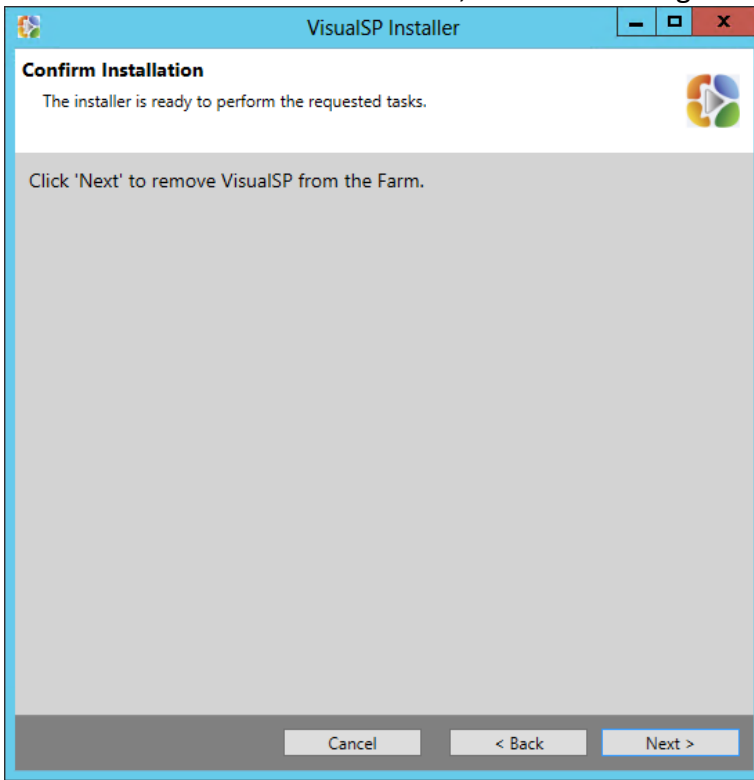 VisualSP Installer
Confirm Installation
The installer is ready to perform the requested tasks.
Click 'Next' to remove VisualSP from the Farm.
Cancel
< Back
Next >